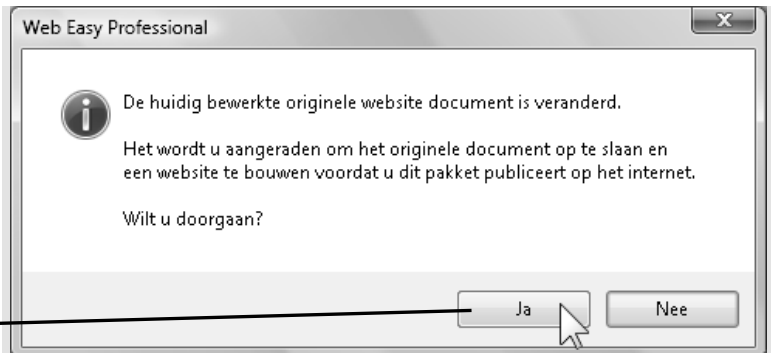 Web Easy Professional
De huidig bewerkte originele website document is veranderd.
Het wordt u aangeraden om het originele document op te slaan en
een website te bouwen voordat u dit pakket publiceert op het internet.
Wilt u doorgaan?
Ja
Nee